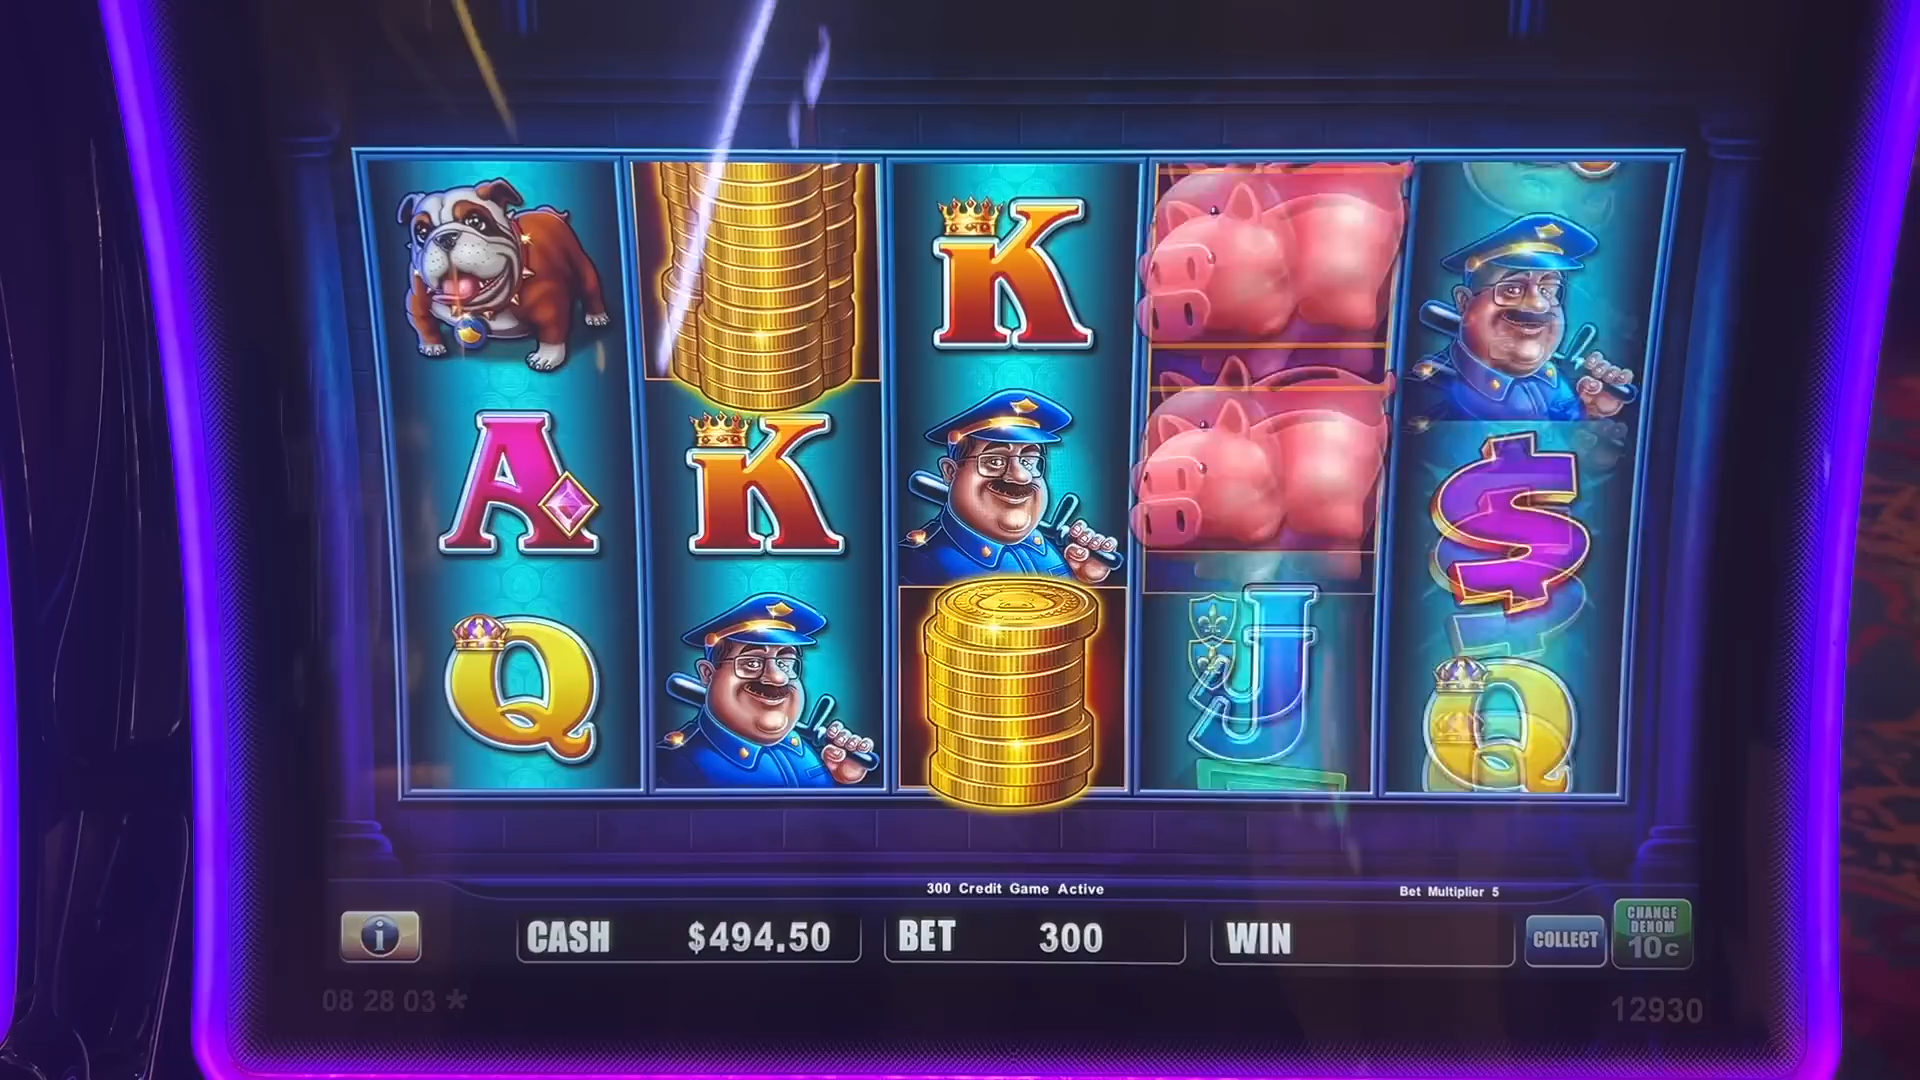 K
A
K
$
Q
J
Q
300 Credit Game Active
Bet Multiplier 5
CASH $494.50
BET 300
WIN
COLLECT
CHANGE
DENOM
10c
08 28 03 *
12930